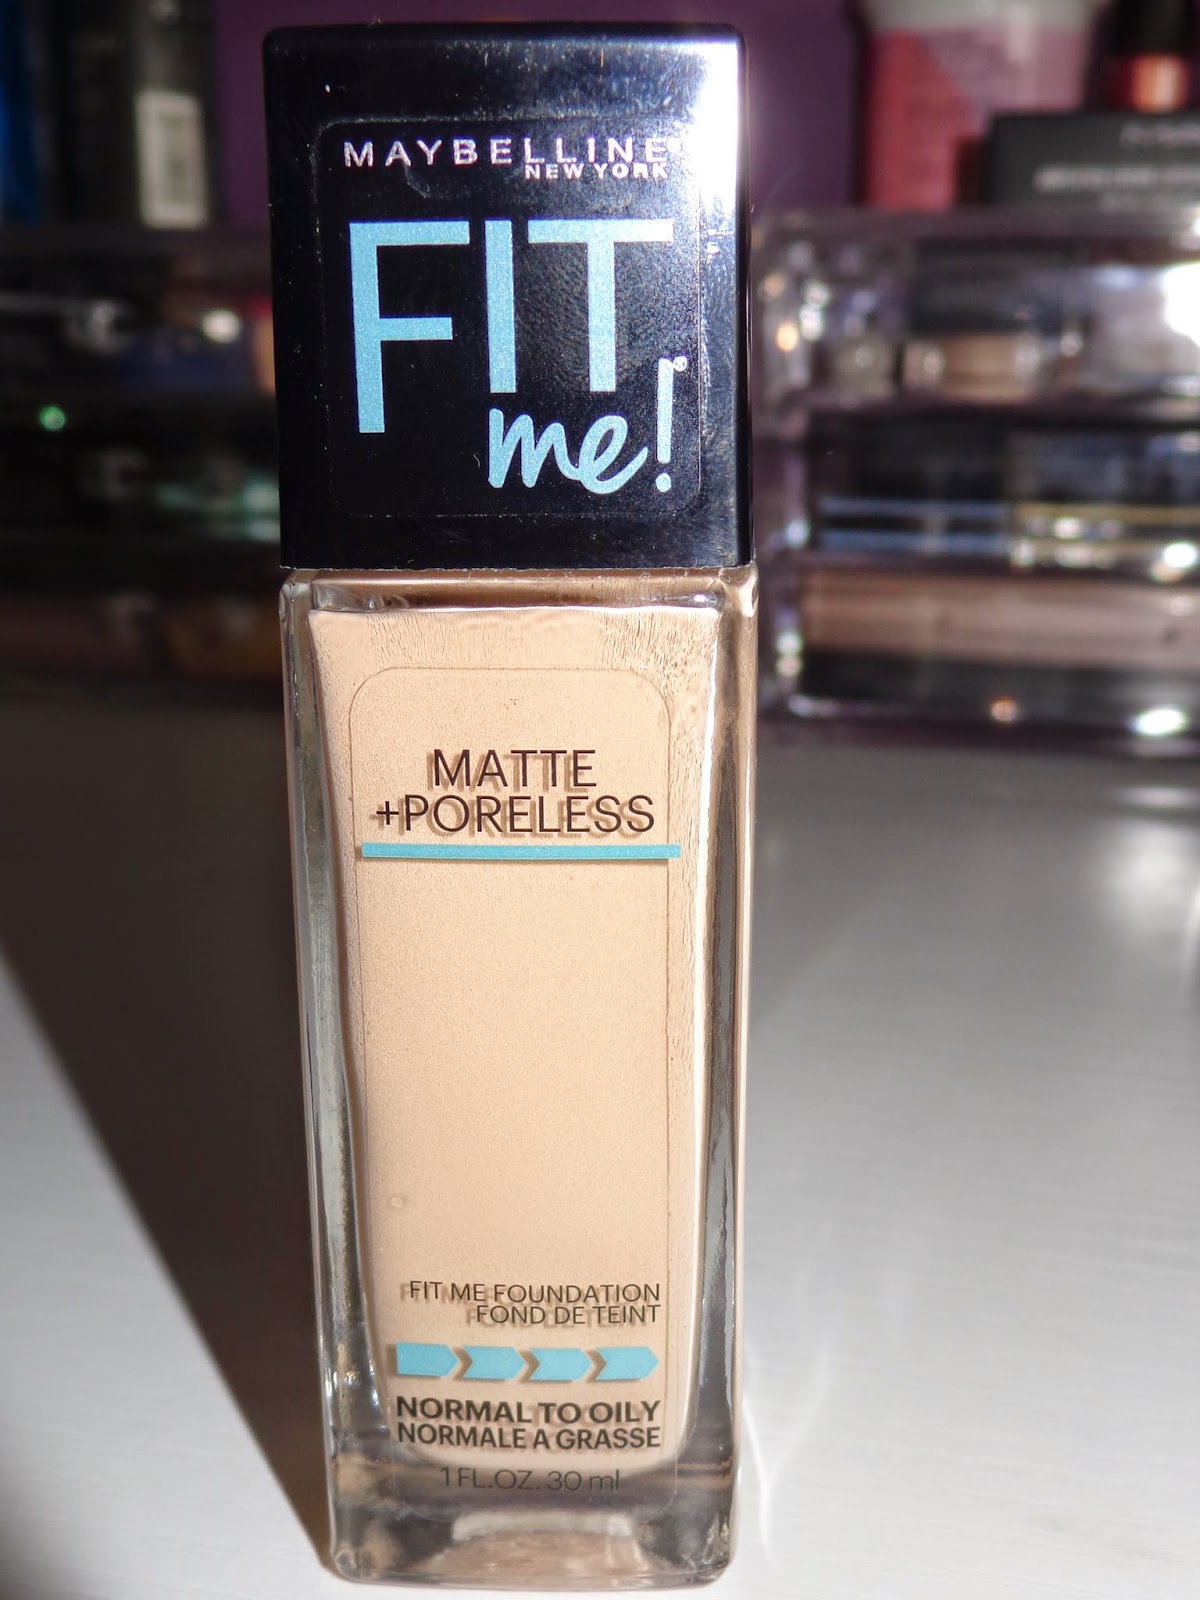 MAYBELLINE
NEW YORK
FIT
me!
MATTE
+PORELESS
FIT ME FOUNDATION
FOND DE TEINT
NORMAL TO OILY
NORMALE A GRASSE
1 FL.OZ. 30 ml